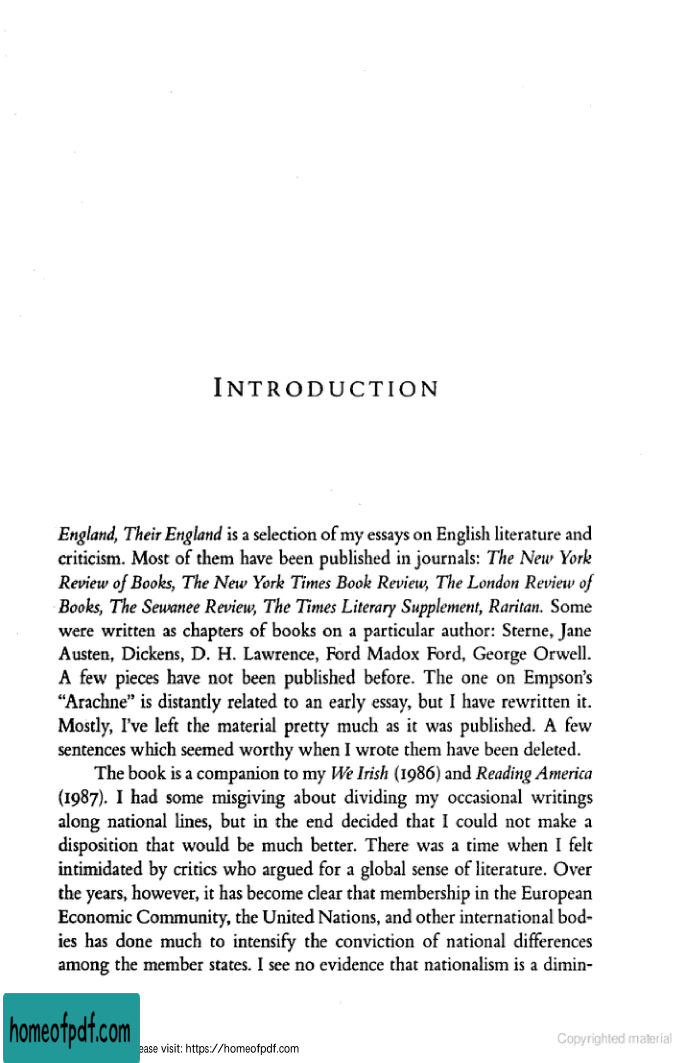 INTRODUCTION
England, Their England is a selection of my essays on English literature and
criticism. Most of them have been published in journals: The New York
Review of Books, The New York Times Book Review, The London Review of
Books, The Sewanee Review, The Times Literary Supplement, Raritan. Some
were written as chapters of books on a particular author: Sterne, Jane
Austen, Dickens, D. H. Lawrence, Ford Madox Ford, George Orwell.
A few pieces have not been published before. The one on Empson's
“Arachne” is distantly related to an early essay, but I have rewritten it.
Mostly, I've left the material pretty much as it was published. A few
sentences which seemed worthy when I wrote them have been deleted.
The book is a companion to my We Irish (1986) and Reading America
(1987). I had some misgiving about dividing my occasional writings
along national lines, but in the end decided that I could not make a
disposition that would be much better. There was a time when I felt
intimidated by critics who argued for a global sense of literature. Over
the years, however, it has become clear that membership in the European
Economic Community, the United Nations, and other international bod-
ies has done much to intensify the conviction of national differences
among the member states. I see no evidence that nationalism is a dimin-
homeofpdf.com
ease visit: https://homeofpdf.com
Copyrighted material